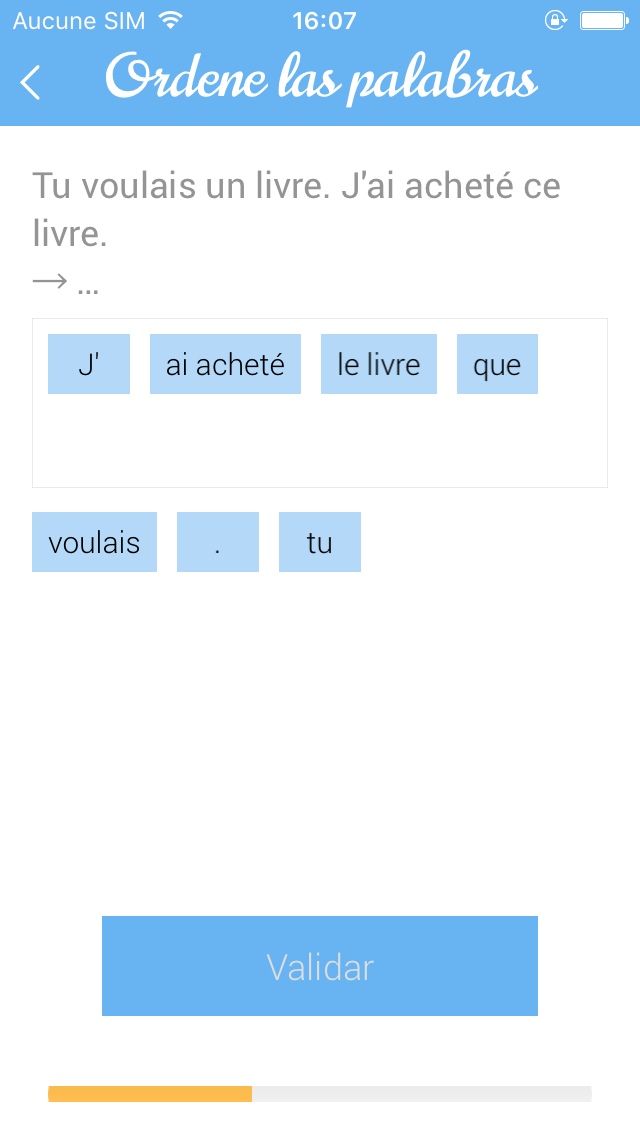 Aucune SIM 16:07
Ordene las palabras
Tu voulais un livre. J'ai acheté ce
livre.
→ ...
J' ai acheté le livre que
voulais . tu
Validar